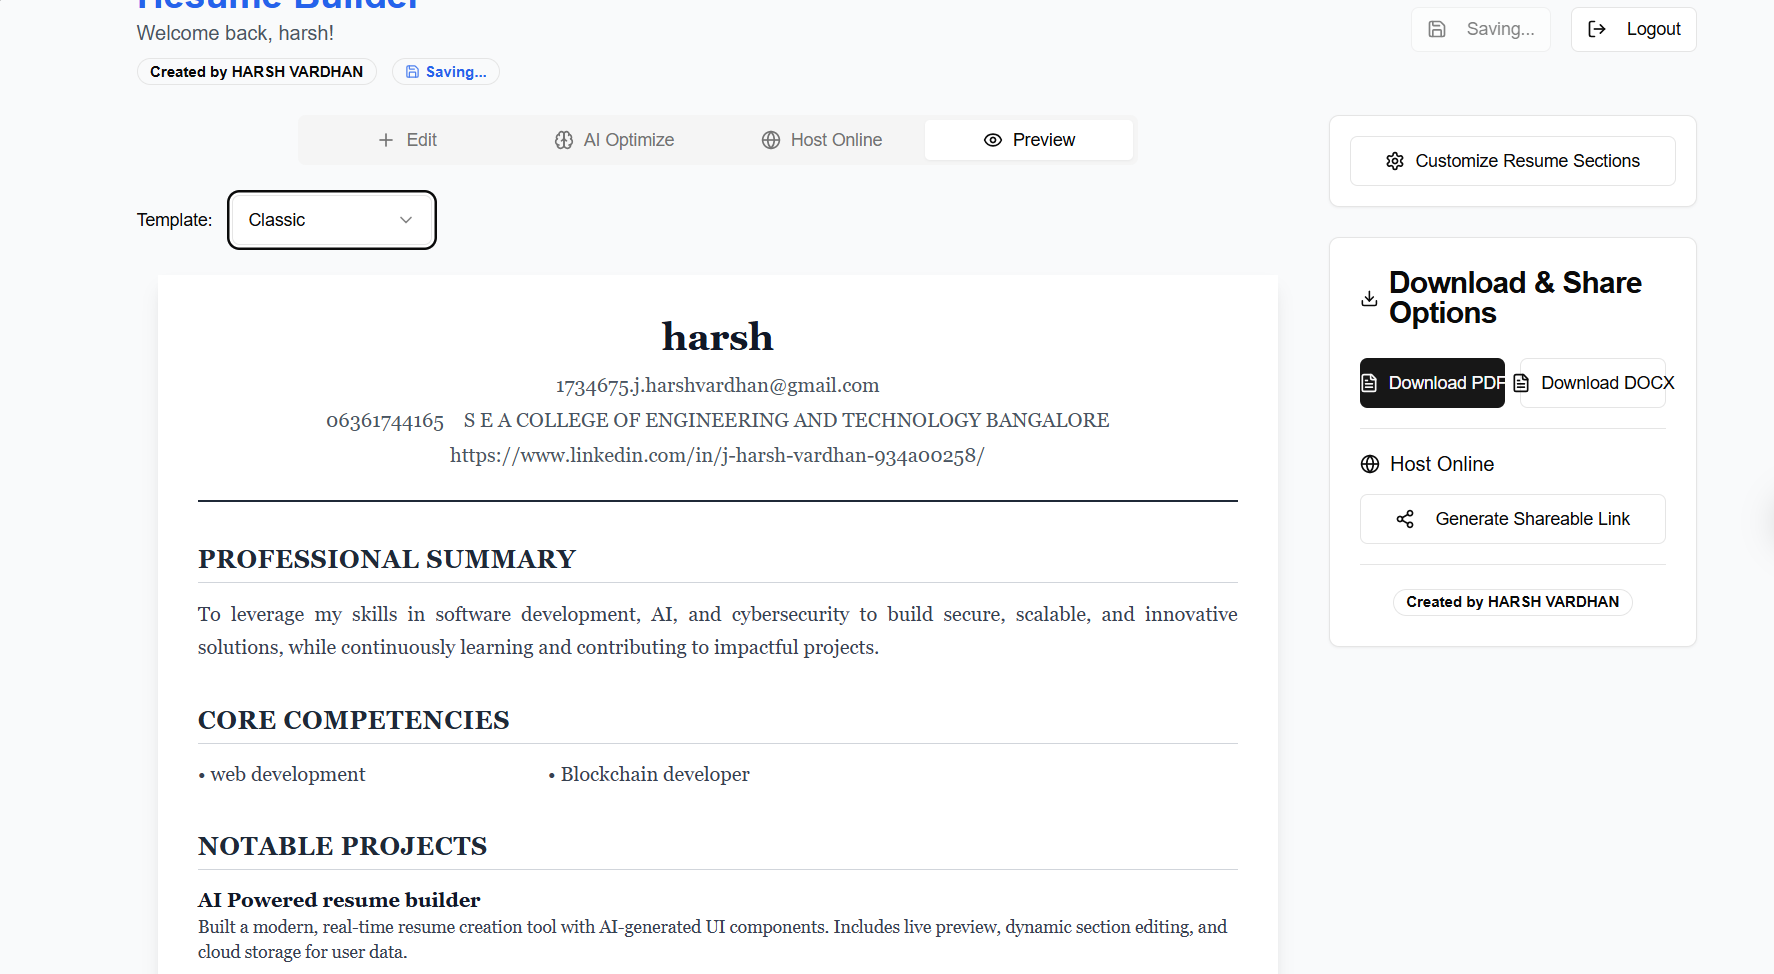 Resume Builder
Welcome back, harsh!
Created by HARSH VARDHAN
Saving...
Saving...
Logout
Edit
AI Optimize
Host Online
Preview
Template:
Classic
harsh
1734675.j.harshvardhan@gmail.com
06361744165 S E A COLLEGE OF ENGINEERING AND TECHNOLOGY BANGALORE
https://www.linkedin.com/in/j-harsh-vardhan-934a00258/
PROFESSIONAL SUMMARY
To leverage my skills in software development, AI, and cybersecurity to build secure, scalable, and innovative
solutions, while continuously learning and contributing to impactful projects.
CORE COMPETENCIES
• web development
• Blockchain developer
NOTABLE PROJECTS
AI Powered resume builder
Built a modern, real-time resume creation tool with AI-generated UI components. Includes live preview, dynamic section editing, and
cloud storage for user data.
Customize Resume Sections
Download & Share
Options
Download PDF
Download DOCX
Host Online
Generate Shareable Link
Created by HARSH VARDHAN